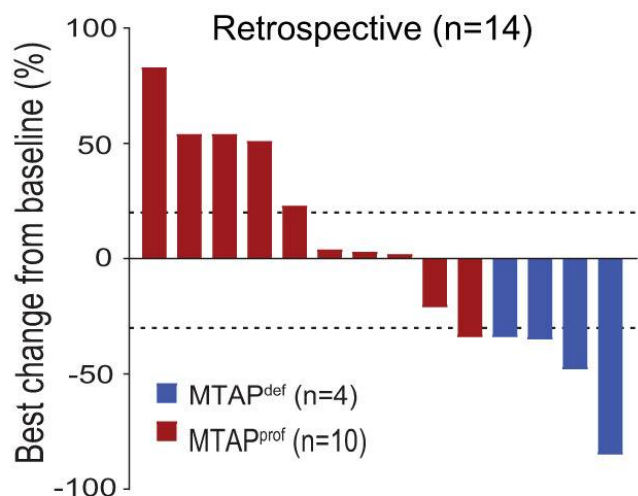 Retrospective (n=14)
Best change from baseline (%)
100
50
0
-50
-100
MTAPdef (n=4)
MTAPprof (n=10)